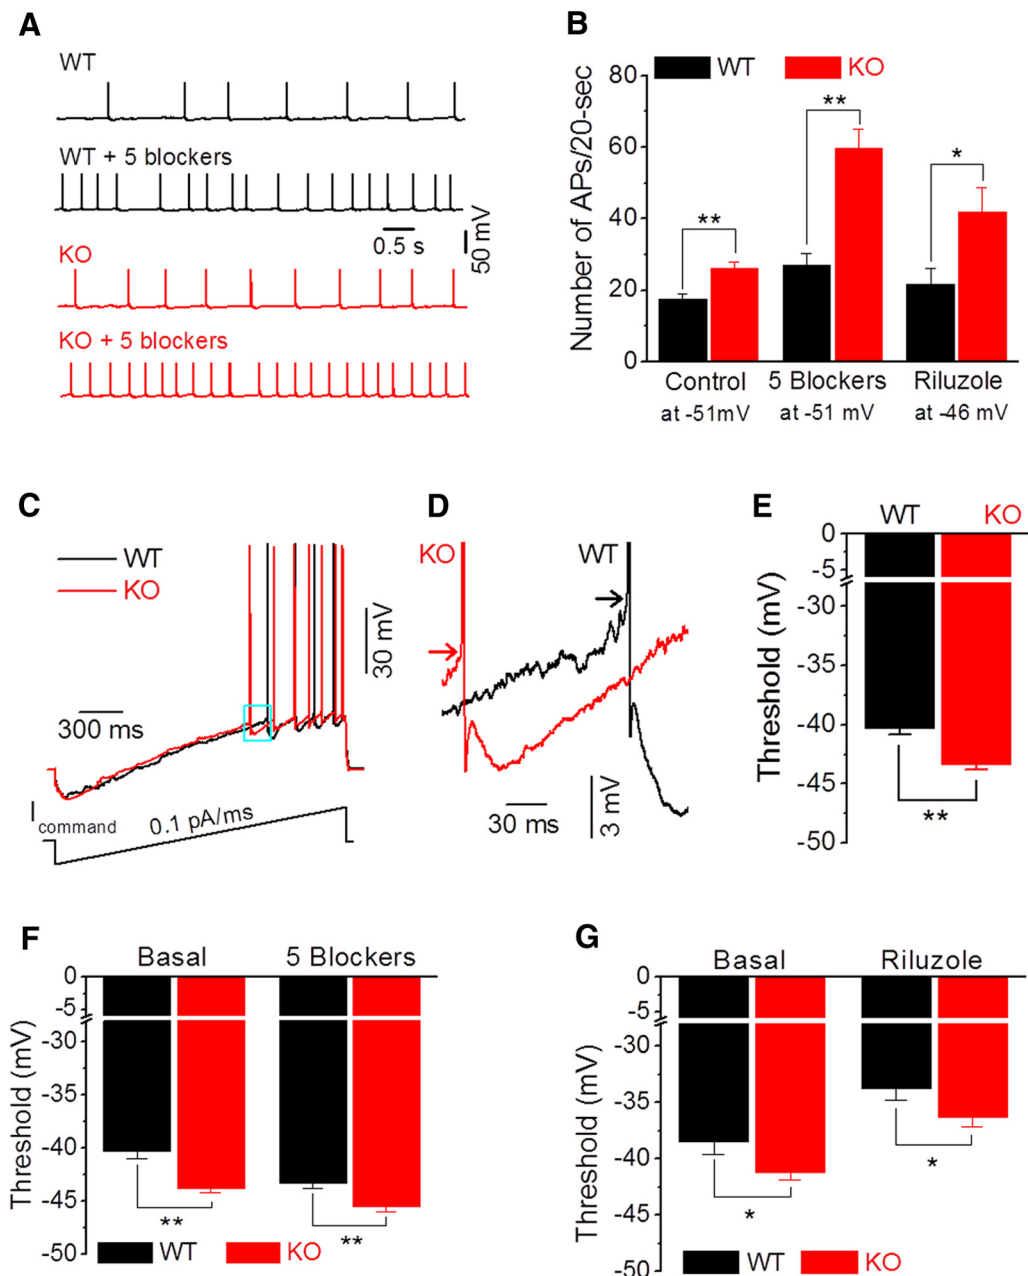 A
WT
WT + 5 blockers
0.5 s
50 mV
KO
KO + 5 blockers
B
WT KO
Number of APs/20-sec
80
60
40
20
0
** ** *
Control 5 Blockers Riluzole
at -51mV at -51 mV at -46 mV
C
WT
KO
30 mV
300 ms
I command
0.1 pA/ms
D
KO WT
30 ms
3 mV
E
WT KO
Threshold (mV)
0
-5
-30
-35
-40
-45
-50
**
F
Basal 5 Blockers
Threshold (mV)
0
-5
-30
-35
-40
-45
-50
** **
WT KO
G
Basal Riluzole
Threshold (mV)
0
-5
-30
-35
-40
-45
-50
* *
WT KO